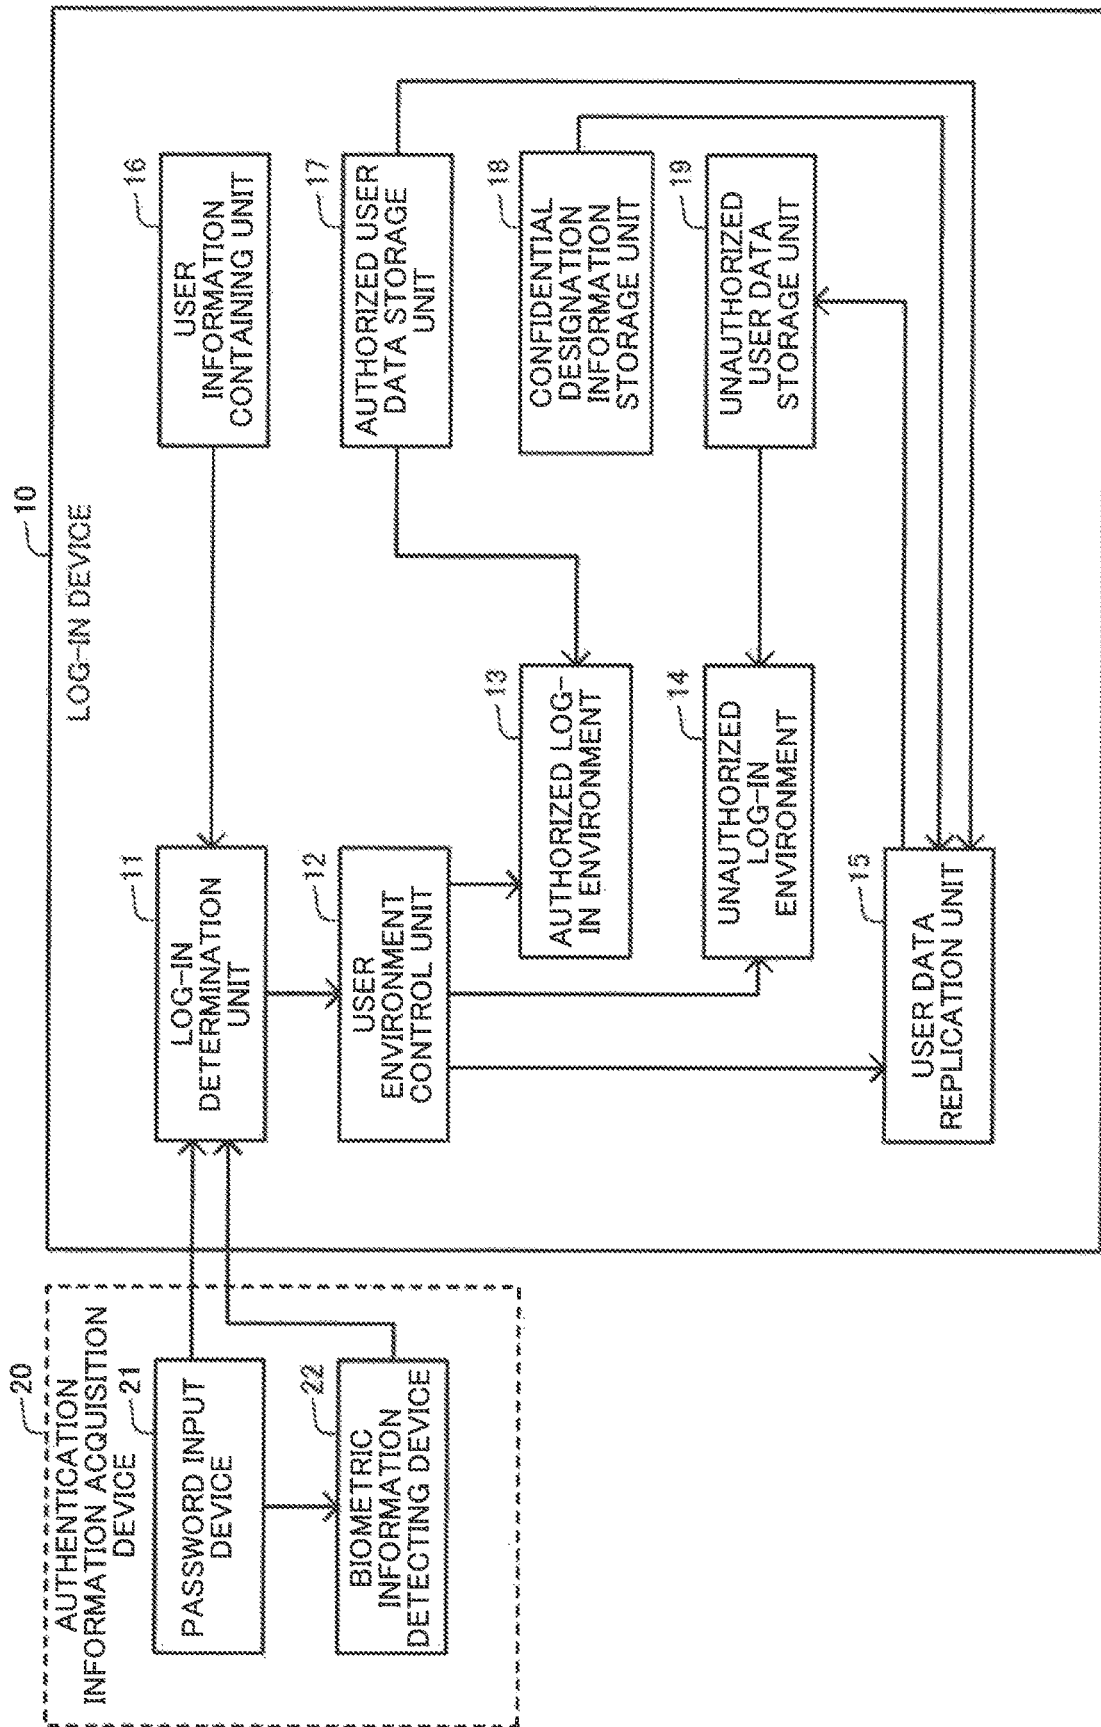 20
AUTHENTICATION
INFORMATION ACQUISITION
DEVICE
21
PASSWORD INPUT
DEVICE
22
BIOMETRIC
INFORMATION
DETECTING DEVICE
10
LOG-IN DEVICE
11
LOG-IN
DETERMINATION
UNIT
12
USER
ENVIRONMENT
CONTROL UNIT
13
AUTHORIZED LOG-
IN ENVIRONMENT
14
UNAUTHORIZED
LOG-IN
ENVIRONMENT
15
USER DATA
REPLICATION UNIT
16
USER
INFORMATION
CONTAINING UNIT
17
AUTHORIZED USER
DATA STORAGE
UNIT
18
CONFIDENTIAL
DESIGNATION
INFORMATION
STORAGE UNIT
19
UNAUTHORIZED
USER DATA
STORAGE UNIT